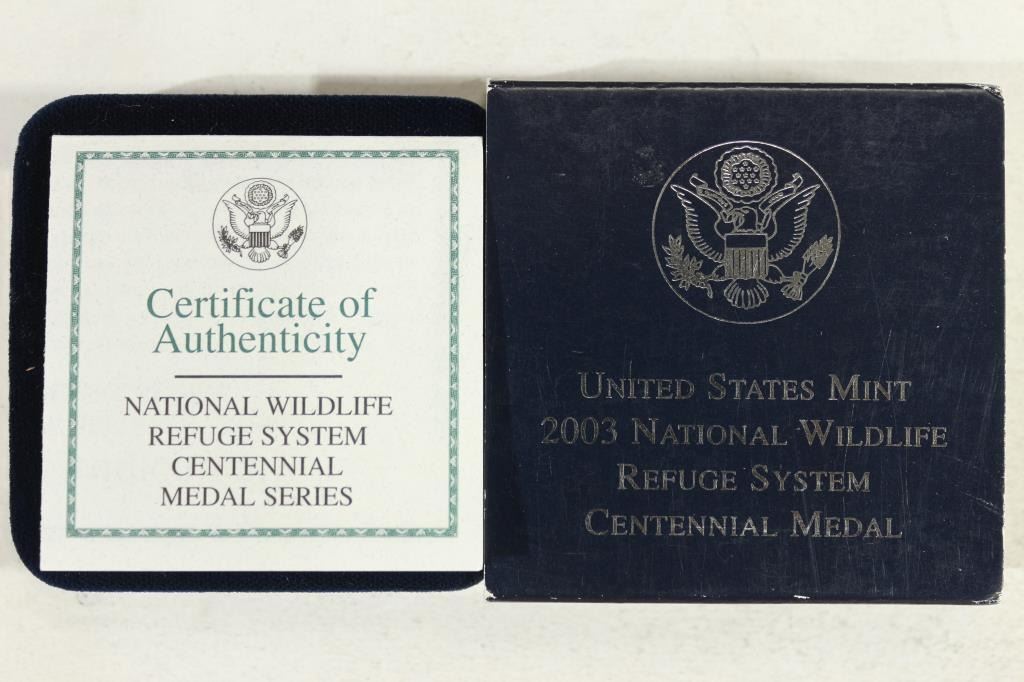 Certificate of
Authenticity
NATIONAL WILDLIFE
REFUGE SYSTEM
CENTENNIAL
MEDAL SERIES
UNITED STATES MINT
2003 NATIONAL WILDLIFE
REFUGE SYSTEM
CENTENNIAL MEDAL